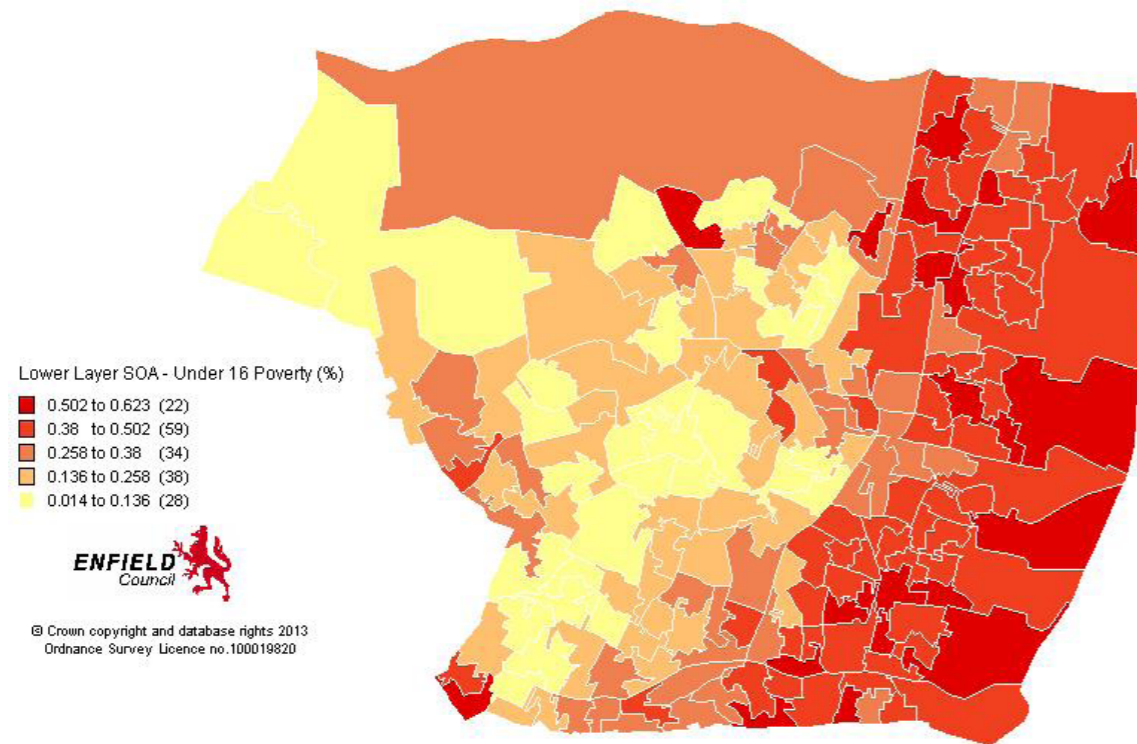 Lower Layer SOA - Under 16 Poverty (%)
0.502 to 0.623 (22)
0.38 to 0.502 (59)
0.258 to 0.38 (34)
0.136 to 0.258 (38)
0.014 to 0.136 (28)
ENFIELD
Council
© Crown copyright and database rights 2013
Ordnance Survey Licence no.100019820